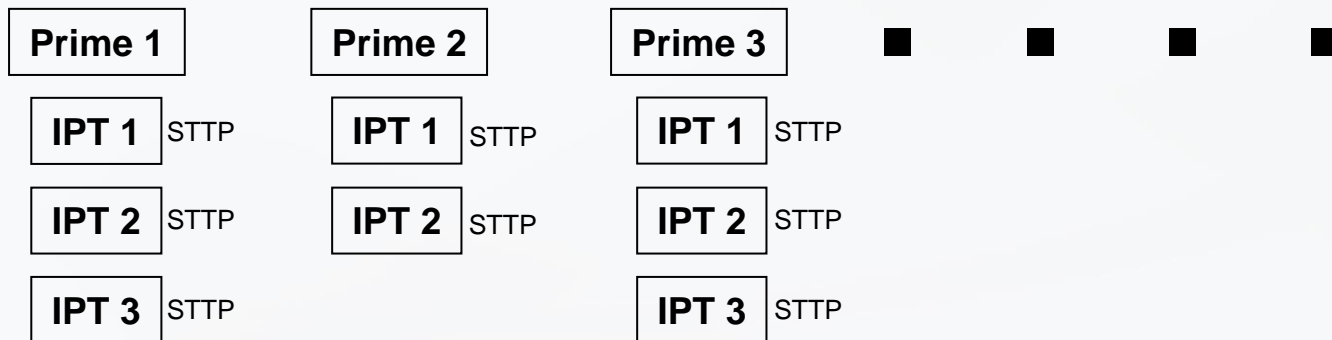 Prime 1 Prime 2 Prime 3
IPT 1 STTP IPT 1 STTP IPT 1 STTP
IPT 2 STTP IPT 2 STTP IPT 2 STTP
IPT 3 STTP IPT 3 STTP